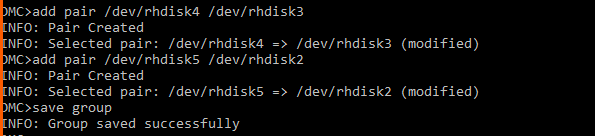 DMC>add pair /dev/rhdisk4 /dev/rhdisk3
INFO: Pair Created
INFO: Selected pair: /dev/rhdisk4 => /dev/rhdisk3 (modified)
DMC>add pair /dev/rhdisk5 /dev/rhdisk2
INFO: Pair Created
INFO: Selected pair: /dev/rhdisk5 => /dev/rhdisk2 (modified)
DMC>save group
INFO: Group saved successfully